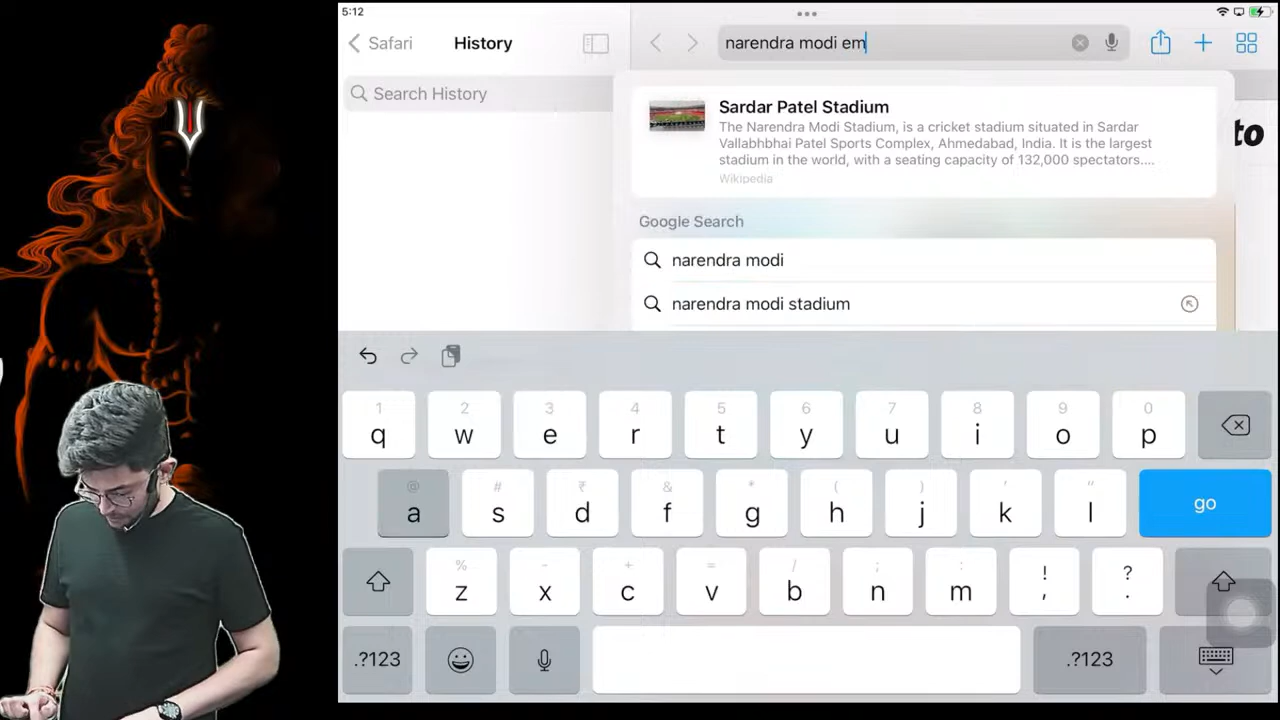 5:12
Safari
History
narendra modi em
Search History
Sardar Patel Stadium
The Narendra Modi Stadium, is a cricket stadium situated in Sardar
Vallabhbhai Patel Sports Complex, Ahmedabad, India. It is the largest
stadium in the world, with a seating capacity of 132,000 spectators....
Wikipedia
to
Google Search
narendra modi
narendra modi stadium
1 2 3 4 5 6 7 8 9 0
q w e r t y u i o p
@ # ₹ & * ( ) ' "
a s d f g h j k l go
% - + = / ; : ! ?
z x c v b n m , .
.?123 .?123